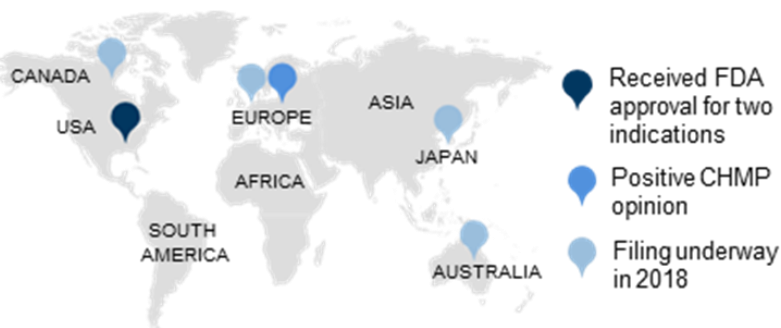 CANADA
USA
EUROPE
ASIA
JAPAN
AFRICA
SOUTH
AMERICA
AUSTRALIA
Received FDA
approval for two
indications
Positive CHMP
opinion
Filing underway
in 2018